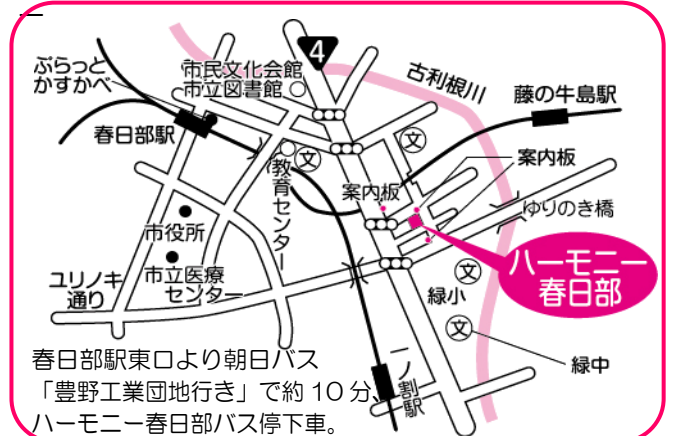 4
ぷらっと
かすかべ
市民文化会館
市立図書館
古利根川
藤の牛島駅
春日部駅
文
文
案内板
教育センター
案内板
ゆりのき橋
市役所
ハーモニー
春日部
市立医療
センター
ユリノキ
通り
文
緑小
文
緑中
一ノ割駅
春日部駅東口より朝日バス
「豊野工業団地行き」で約10分、
ハーモニー春日部バス停下車。